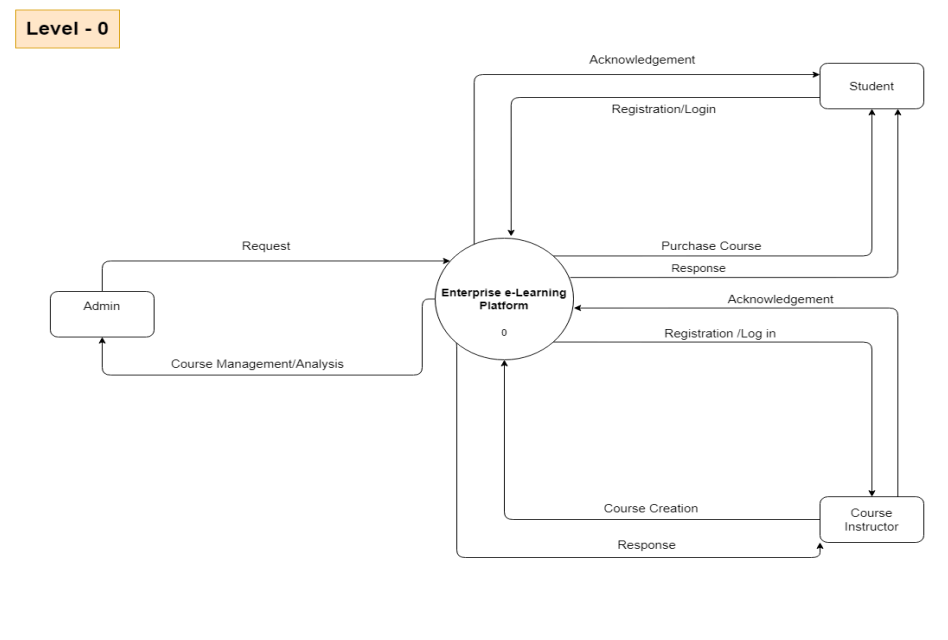 Level - 0
Acknowledgement
Student
Registration/Login
Request
Purchase Course
Response
Enterprise e-Learning
Platform
0
Admin
Acknowledgement
Registration /Log in
Course Management/Analysis
Course Creation
Course
Instructor
Response